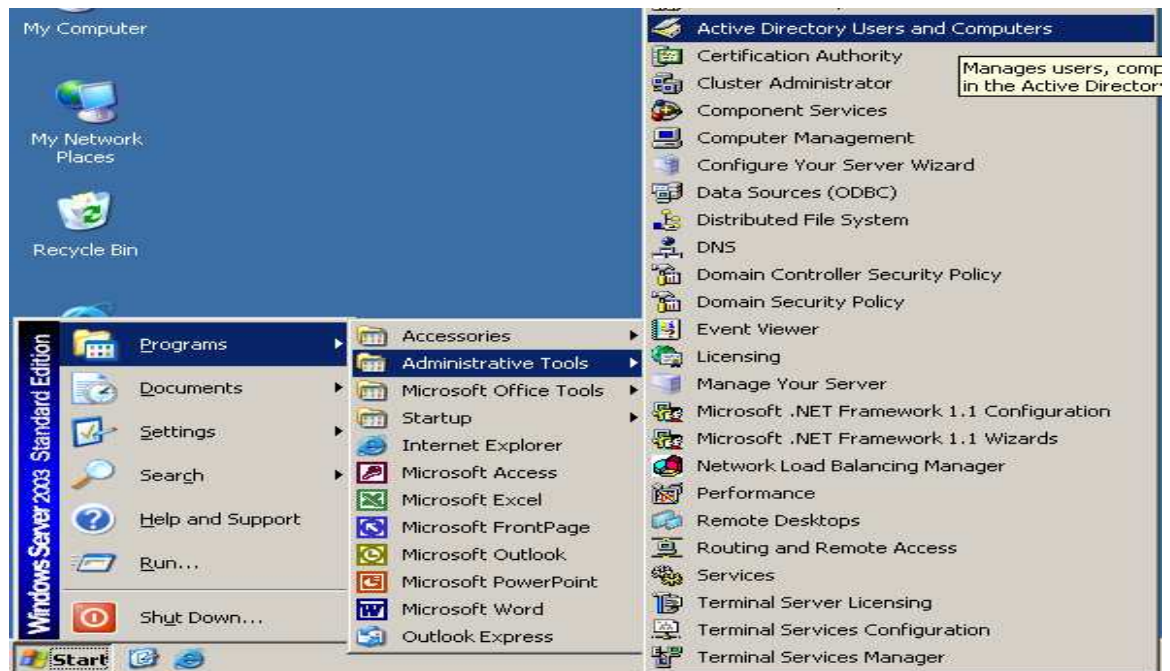 My Computer
My Network
Places
Recycle Bin
Windows Server 2003 Standard Edition
Programs
Documents
Settings
Search
Help and Support
Run...
Shut Down...
Start
Accessories
Administrative Tools
Microsoft Office Tools
Startup
Internet Explorer
Microsoft Access
Microsoft Excel
Microsoft FrontPage
Microsoft Outlook
Microsoft PowerPoint
Microsoft Word
Outlook Express
Active Directory Users and Computers
Certification Authority
Cluster Administrator
Component Services
Computer Management
Configure Your Server Wizard
Data Sources (ODBC)
Distributed File System
DNS
Domain Controller Security Policy
Domain Security Policy
Event Viewer
Licensing
Manage Your Server
Microsoft .NET Framework 1.1 Configuration
Microsoft .NET Framework 1.1 Wizards
Network Load Balancing Manager
Performance
Remote Desktops
Routing and Remote Access
Services
Terminal Server Licensing
Terminal Services Configuration
Terminal Services Manager
Manages users, comp
in the Active Director